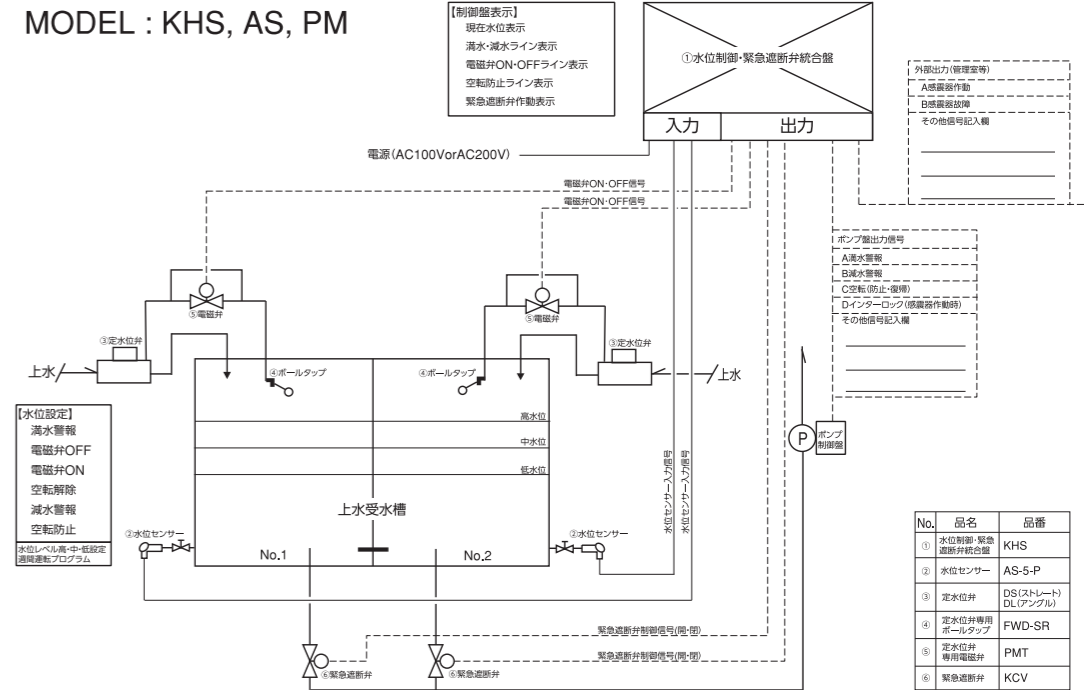 MODEL : KHS, AS, PM
【制御盤表示】
現在水位表示
満水・減水ライン表示
電磁弁ON・OFFライン表示
空転防止ライン表示
緊急遮断弁作動表示
①水位制御・緊急遮断弁統合盤
入力
出力
電源(AC100VorAC200V)
外部出力(管理室等)
A感震器作動
B感震器故障
その他信号記入欄
電磁弁ON・OFF信号
電磁弁ON・OFF信号
ポンプ盤出力信号
A満水警報
B減水警報
C空転(防止・復帰)
Dインターロック(感震器作動時)
その他信号記入欄
⑤電磁弁
⑤電磁弁
③定水位弁
③定水位弁
上水
④ボールタップ
④ボールタップ
上水
【水位設定】
満水警報
電磁弁OFF
電磁弁ON
空転解除
減水警報
空転防止
水位レベル高・中・低設定
週間運転プログラム
高水位
中水位
低水位
上水受水槽
No.1
No.2
②水位センサー
②水位センサー
水位センサー入力信号
水位センサー入力信号
P
ポンプ
制御盤
緊急遮断弁制御信号(開・閉)
緊急遮断弁制御信号(開・閉)
⑥緊急遮断弁
⑥緊急遮断弁
No. 品名 品番
① 水位制御・緊急遮断弁統合盤 KHS
② 水位センサー AS-5-P
③ 定水位弁 DS(ストレート) DL(アングル)
④ 定水位弁専用ボールタップ FWD-SR
⑤ 定水位弁専用電磁弁 PMT
⑥ 緊急遮断弁 KCV